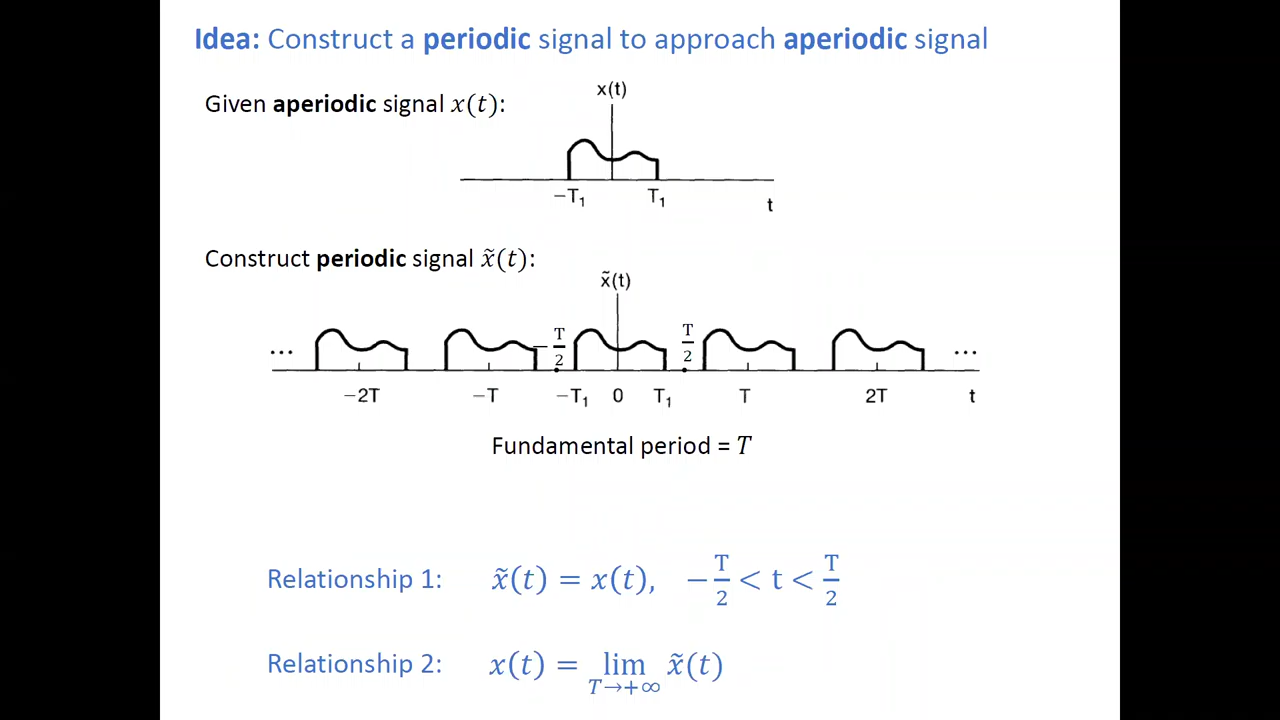 Idea: Construct a periodic signal to approach aperiodic signal
Given aperiodic signal x(t):
x(t)
−T₁ T₁ t
Construct periodic signal x̃(t):
x̃(t)
... −T/2 T/2 ...
−2T −T −T₁ 0 T₁ T 2T t
Fundamental period = T
Relationship 1: x̃(t) = x(t), −T/2 < t < T/2
Relationship 2: x(t) = lim x̃(t)
T→+∞